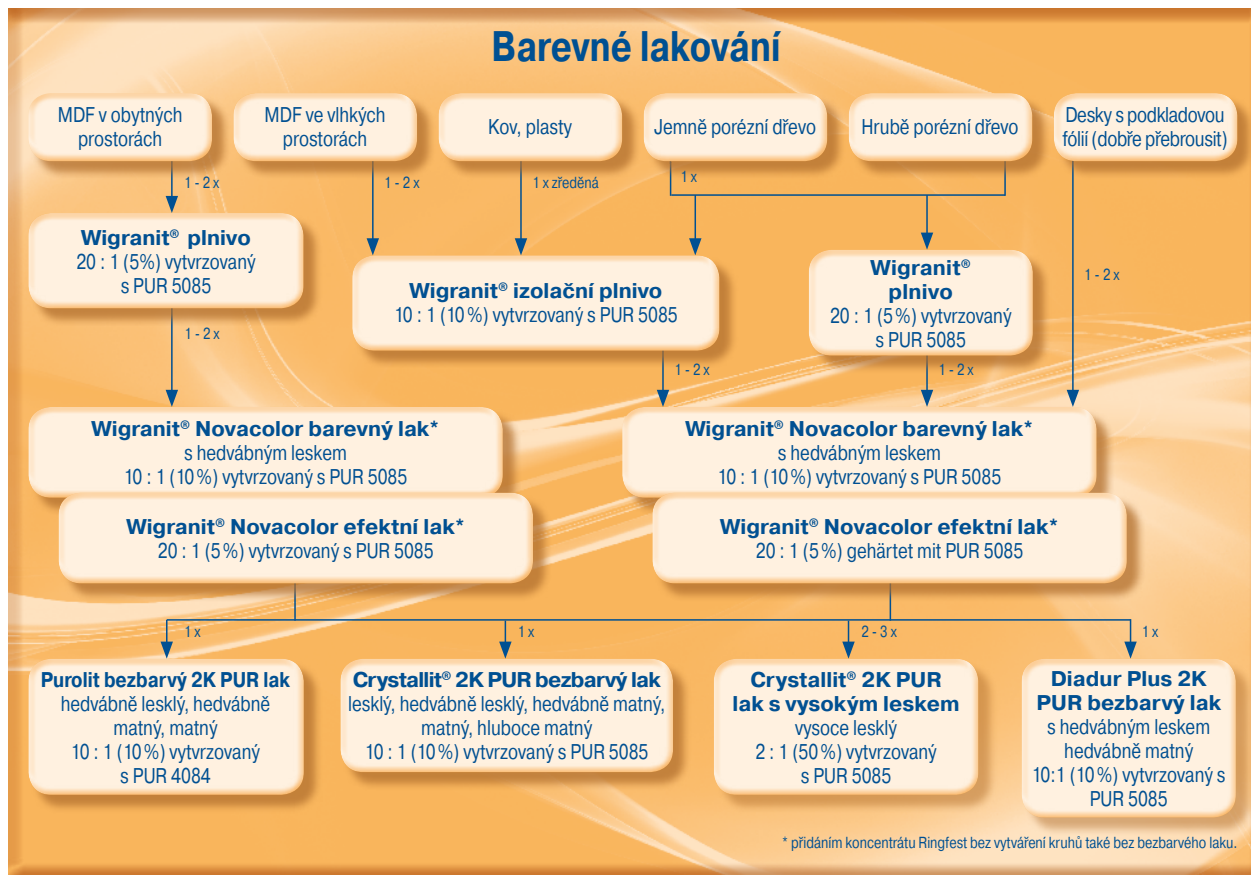 Barevné lakování
MDF v obytných
prostorách
MDF ve vlhkých
prostorách
Kov, plasty
Jemně porézní dřevo
Hrubě porézní dřevo
Desky s podkladovou
fólií (dobře přebrousit)
1 - 2 x
1 - 2 x
1 x zředěná
1 x
1 - 2 x
Wigranit® plnivo
20 : 1 (5%) vytvrzovaný
s PUR 5085
Wigranit® izolační plnivo
10 : 1 (10%) vytvrzovaný s PUR 5085
Wigranit®
plnivo
20 : 1 (5%) vytvrzovaný
s PUR 5085
1 - 2 x
1 - 2 x
1 - 2 x
Wigranit® Novacolor barevný lak*
s hedvábným leskem
10 : 1 (10%) vytvrzovaný s PUR 5085
Wigranit® Novacolor efektní lak*
20 : 1 (5%) vytvrzovaný s PUR 5085
Wigranit® Novacolor barevný lak*
s hedvábným leskem
10 : 1 (10%) vytvrzovaný s PUR 5085
Wigranit® Novacolor efektní lak*
20 : 1 (5%) gehärtet mit PUR 5085
1 x
1 x
2 - 3 x
1 x
Purolit bezbarvý 2K PUR lak
hedvábně lesklý, hedvábně
matný, matný
10 : 1 (10%) vytvrzovaný
s PUR 4084
Crystallit® 2K PUR bezbarvý lak
lesklý, hedvábně lesklý, hedvábně matný,
matný, hluboce matný
10 : 1 (10%) vytvrzovaný s PUR 5085
Crystallit® 2K PUR
lak s vysokým leskem
vysoce lesklý
2 : 1 (50%) vytvrzovaný
s PUR 5085
Diadur Plus 2K
PUR bezbarvý lak
s hedvábným leskem
hedvábně matný
10:1 (10%) vytvrzovaný s
PUR 5085
* přidáním koncentrátu Ringfest bez vytváření kruhů také bez bezbarvého laku.